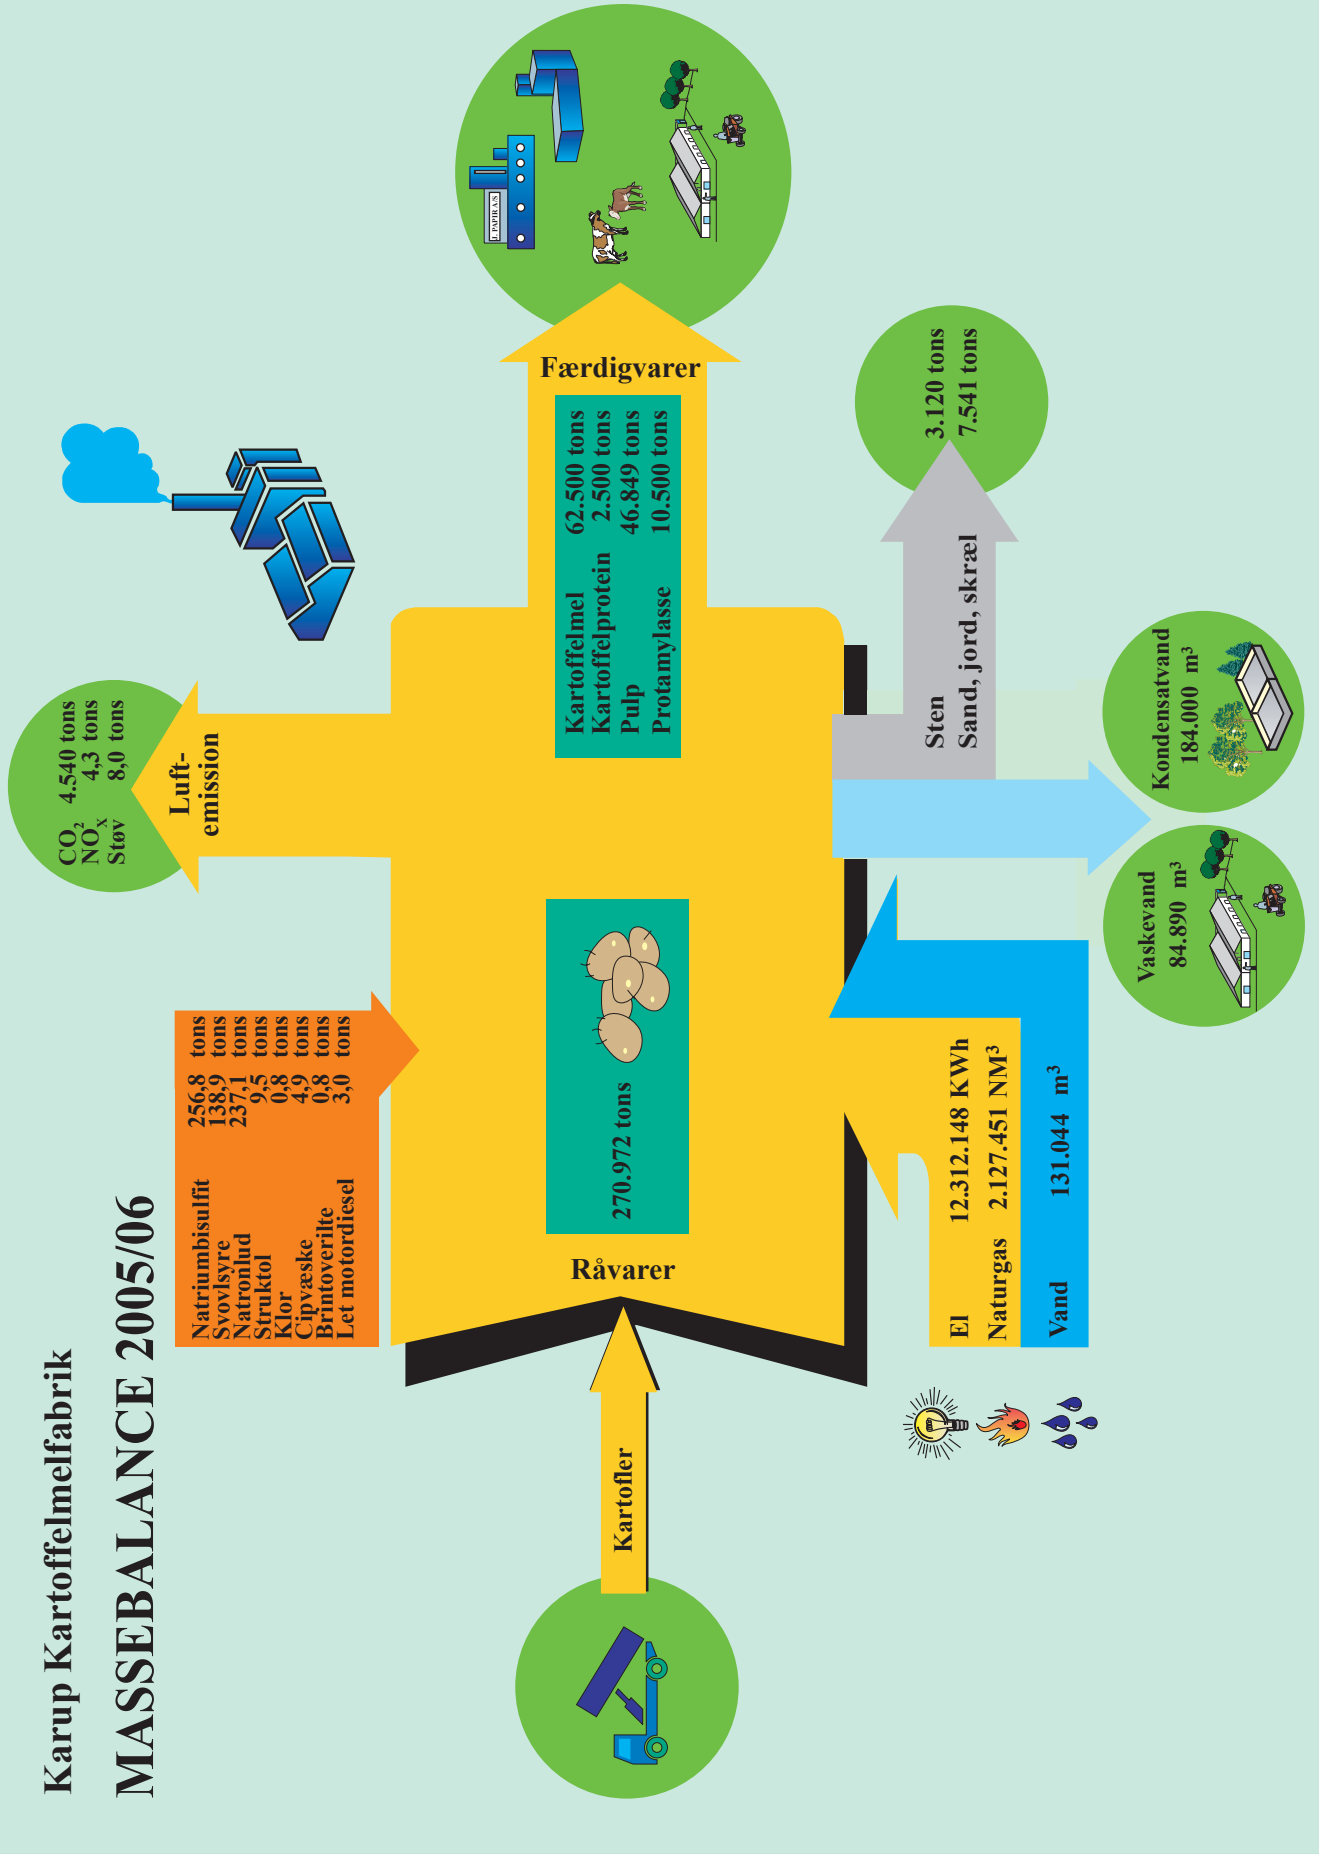 Karup Kartoffelmelfabrik
MASSEBALANCE 2005/06
Natriumbisulfit 256,8 tons
Svovlsyre 138,9 tons
Natronlud 237,1 tons
Struktol 9,5 tons
Klor 0,8 tons
Cipvæske 4,9 tons
Brintoverilte 0,8 tons
Let motordiesel 3,0 tons
CO₂ 4.540 tons
NOₓ 4,3 tons
Støv 8,0 tons
Luft-
emission
Kartofler
Råvarer
270.972 tons
Kartoffelmel 62.500 tons
Kartoffelprotein 2.500 tons
Pulp 46.849 tons
Protamylasse 10.500 tons
Færdigvarer
J. PAPIR A/S
El 12.312.148 KWh
Naturgas 2.127.451 NM³
Vand 131.044 m³
Sten 3.120 tons
Sand, jord, skræl 7.541 tons
Vaskevand
84.890 m³
Kondensatvand
184.000 m³